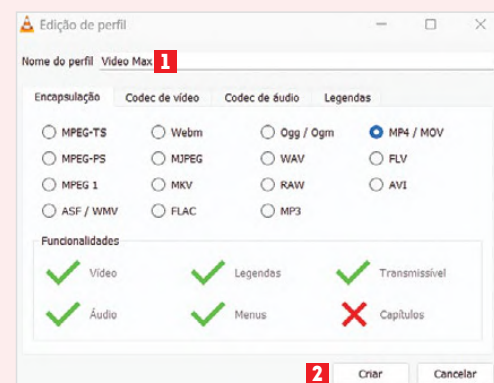 Edição de perfil
Nome do perfil Video Max 1
Encapsulação Codec de vídeo Codec de áudio Legendas
MPEG-TS Webm Ogg / Ogm MP4 / MOV
MPEG-PS MJPEG WAV FLV
MPEG 1 MKV RAW AVI
ASF / WMV FLAC MP3
Funcionalidades
Vídeo Legendas Transmissível
Áudio Menus Capítulos
2 Criar Cancelar